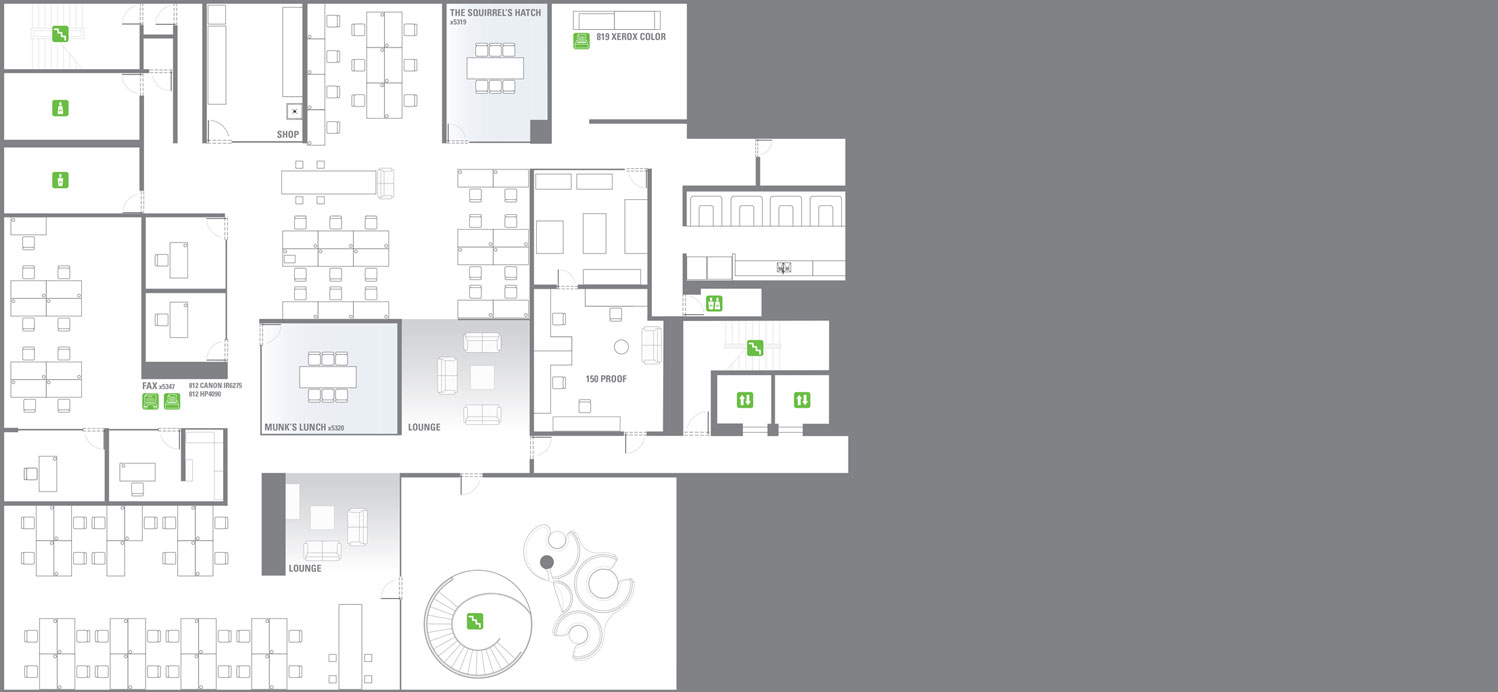 THE SQUIRREL'S HATCH
x5319
819 XEROX COLOR
SHOP
150 PROOF
FAX x5347
812 CANON IR6275
812 HP4090
MUNK'S LUNCH x5320
LOUNGE
LOUNGE